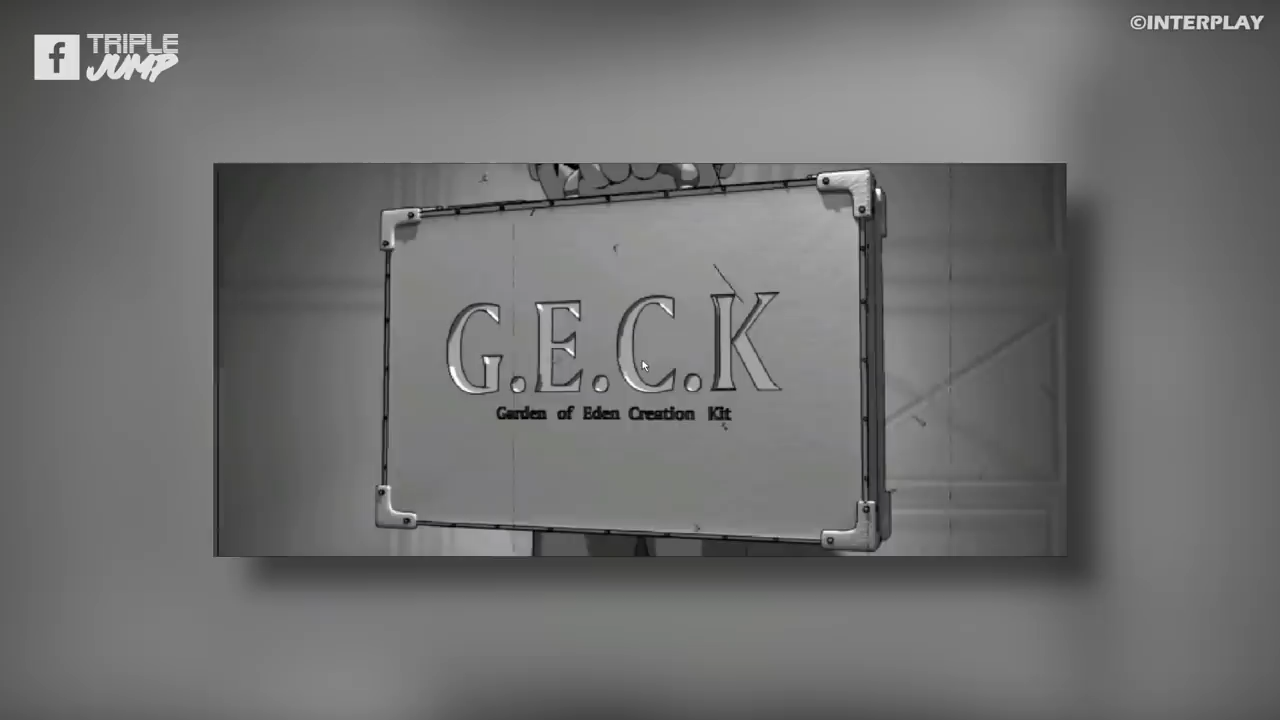 ©INTERPLAY
f TRIPLE
JUMP
G.E.C.K
Garden of Eden Creation Kit